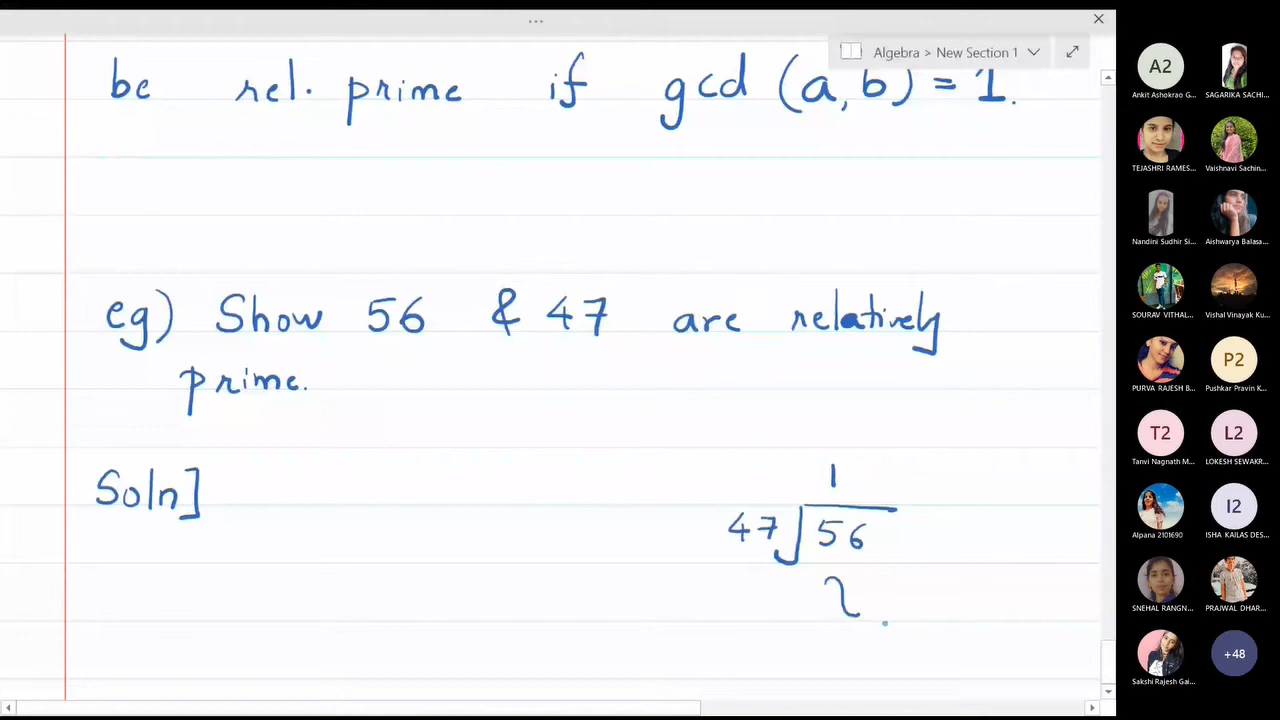 ...
Algebra > New Section 1
be rel. prime if gcd (a,b) = 1.
eg) Show 56 & 47 are relatively
prime.
Soln]
1
47 56
A2
Ankit Ashokrao G...
SAGARIKA SACHI...
TEJASHRI RAMES...
Vaishnavi Sachin...
Nandini Sudhir Si...
Aishwarya Balasa...
SOURAV VITHAL...
Vishal Vinayak Ku...
PURVA RAJESH B...
P2
Pushkar Pravin K...
T2
Tanvi Nagnath M...
L2
LOKESH SEWAKR...
Alpana 2101690
I2
ISHA KAILAS DES...
SNEHAL RANGN...
PRAJWAL DHAR...
Sakshi Rajesh Gai...
+48